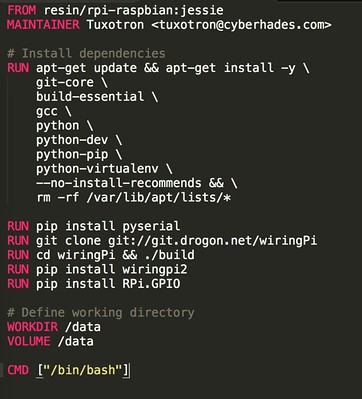 FROM resin/rpi-raspbian:jessie
MAINTAINER Tuxotron <tuxotron@cyberhades.com>
# Install dependencies
RUN apt-get update && apt-get install -y \
git-core \
build-essential \
gcc \
python \
python-dev \
python-pip \
python-virtualenv \
--no-install-recommends && \
rm -rf /var/lib/apt/lists/*
RUN pip install pyserial
RUN git clone git://git.drogon.net/wiringPi
RUN cd wiringPi && ./build
RUN pip install wiringpi2
RUN pip install RPi.GPIO
# Define working directory
WORKDIR /data
VOLUME /data
CMD ["/bin/bash"]